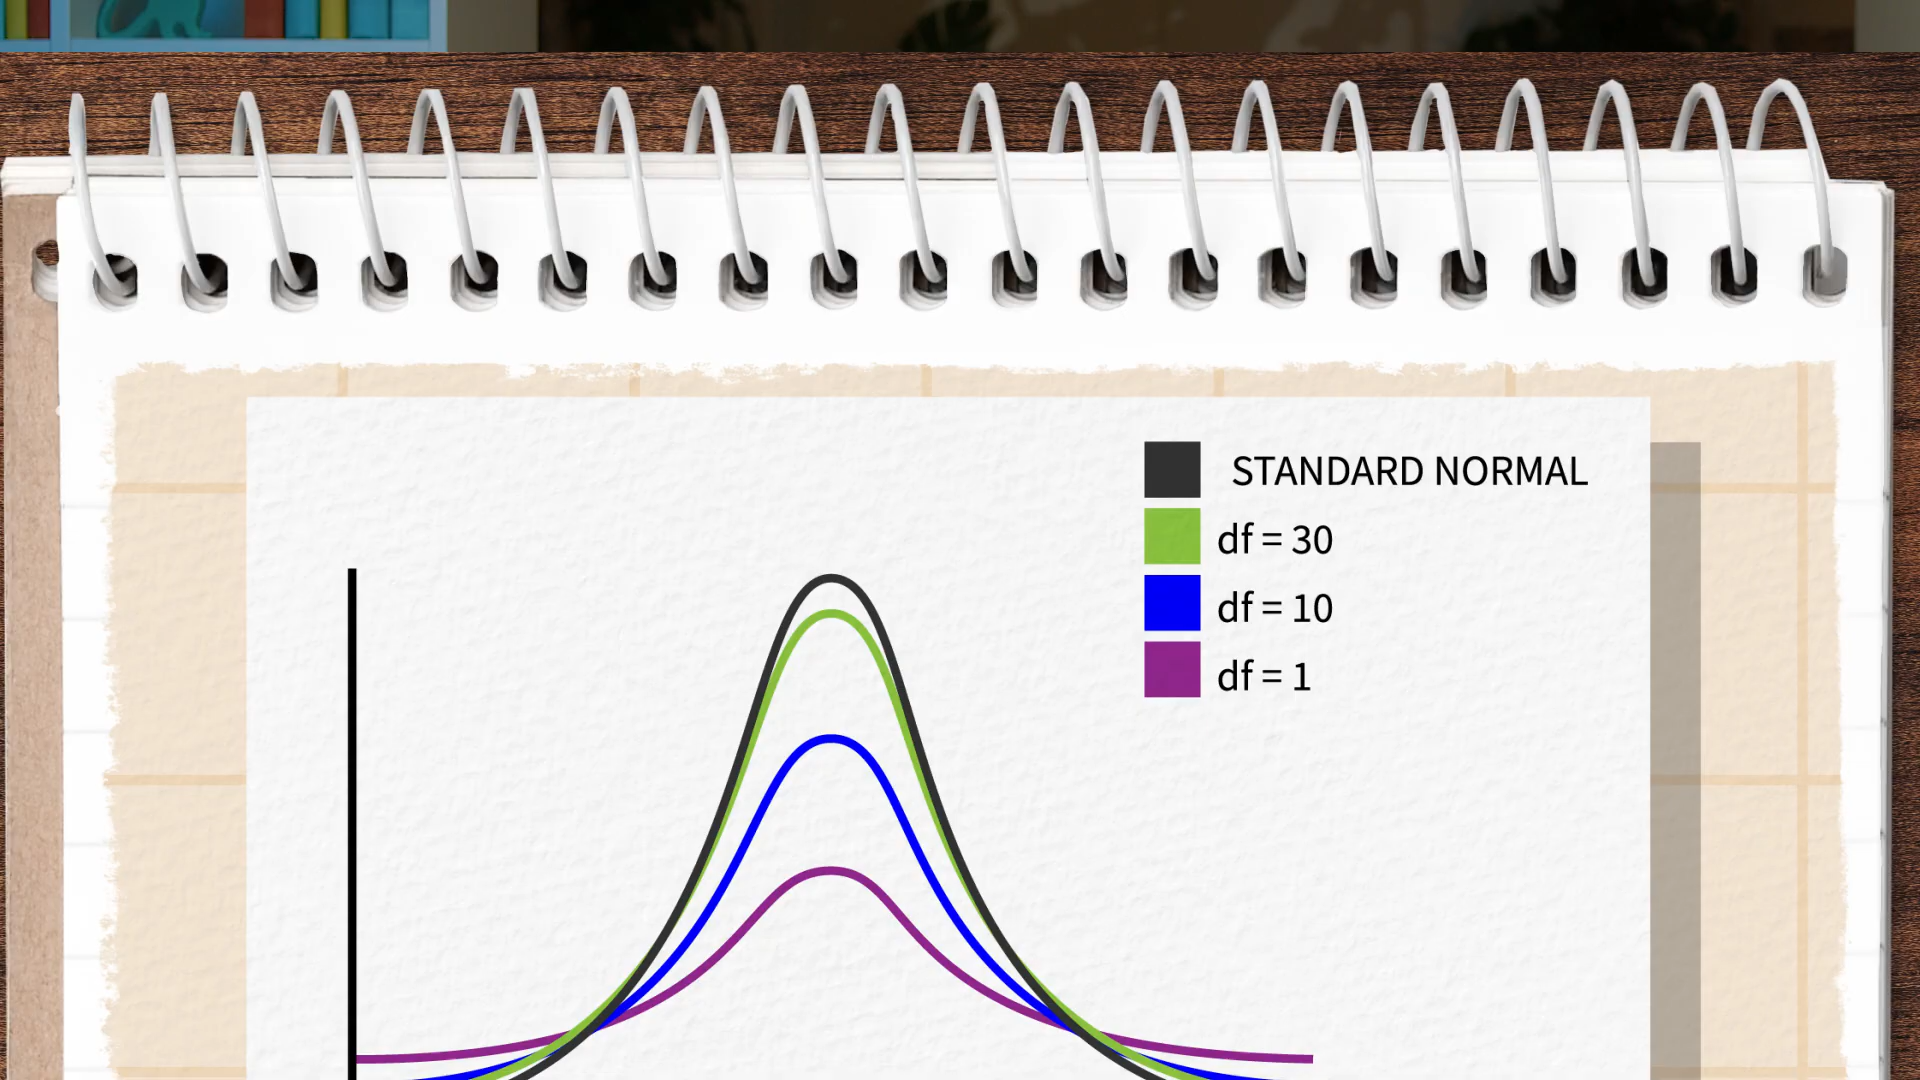 STANDARD NORMAL
df = 30
df = 10
df = 1